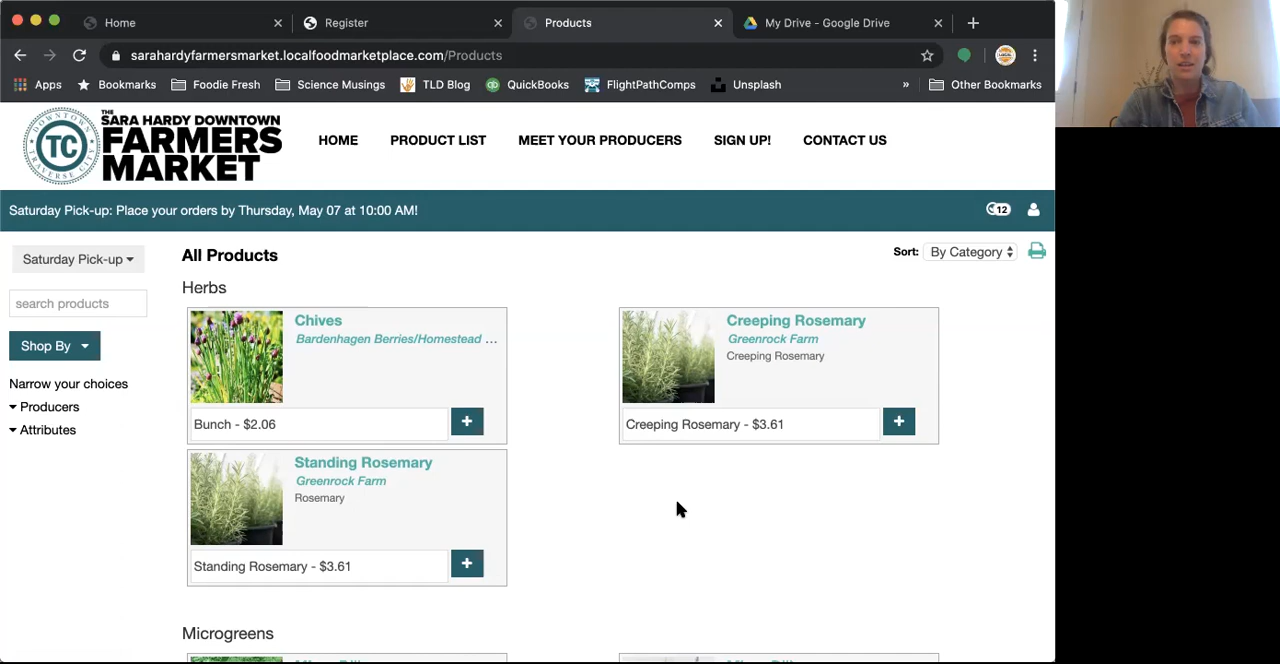 Home
Register
Products
My Drive - Google Drive
sarahardyfarmersmarket.localfoodmarketplace.com/Products
Apps
Bookmarks
Foodie Fresh
Science Musings
TLD Blog
QuickBooks
FlightPathComps
Unsplash
»
Other Bookmarks
DOWNTOWN
TC
TRAVERSE CITY
THE
SARA HARDY DOWNTOWN
FARMERS
MARKET
HOME
PRODUCT LIST
MEET YOUR PRODUCERS
SIGN UP!
CONTACT US
Saturday Pick-up: Place your orders by Thursday, May 07 at 10:00 AM!
12
Saturday Pick-up
search products
Shop By
Narrow your choices
Producers
Attributes
All Products
Sort: By Category
Herbs
Chives
Bardenhagen Berries/Homestead ...
Bunch - $2.06
Creeping Rosemary
Greenrock Farm
Creeping Rosemary
Creeping Rosemary - $3.61
Standing Rosemary
Greenrock Farm
Rosemary
Standing Rosemary - $3.61
Microgreens